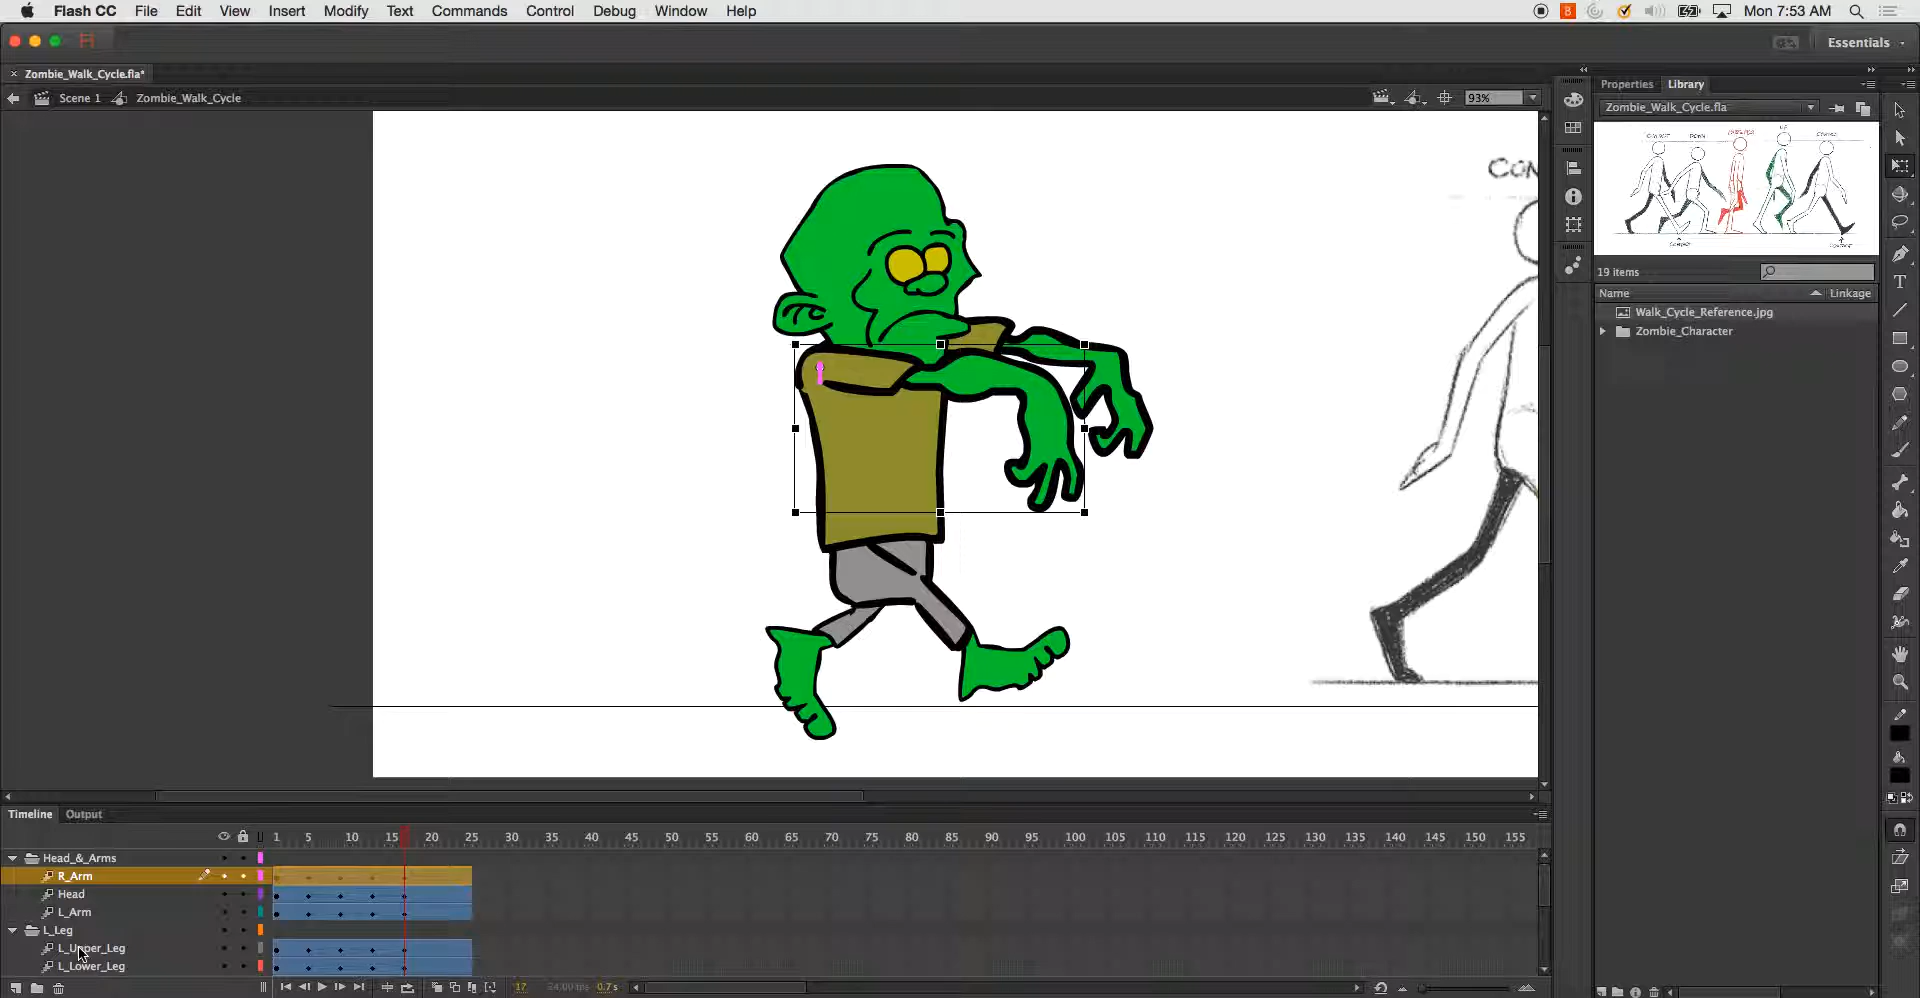 Flash CC File Edit View Insert Modify Text Commands Control Debug Window Help Mon 7:53 AM
Essentials
Zombie_Walk_Cycle.fla*
Scene 1 Zombie_Walk_Cycle 93%
Properties Library
Zombie_Walk_Cycle.fla
19 items
Name Linkage
Walk_Cycle_Reference.jpg
Zombie_Character
Timeline Output
1 5 10 15 20 25 30 35 40 45 50 55 60 65 70 75 80 85 90 95 100 105 110 115 120 125 130 135 140 145 150 155
Head_&_Arms
R_Arm
Head
L_Arm
L_Leg
L_Upper_Leg
L_Lower_Leg
17 24.00 fps 0.7 s